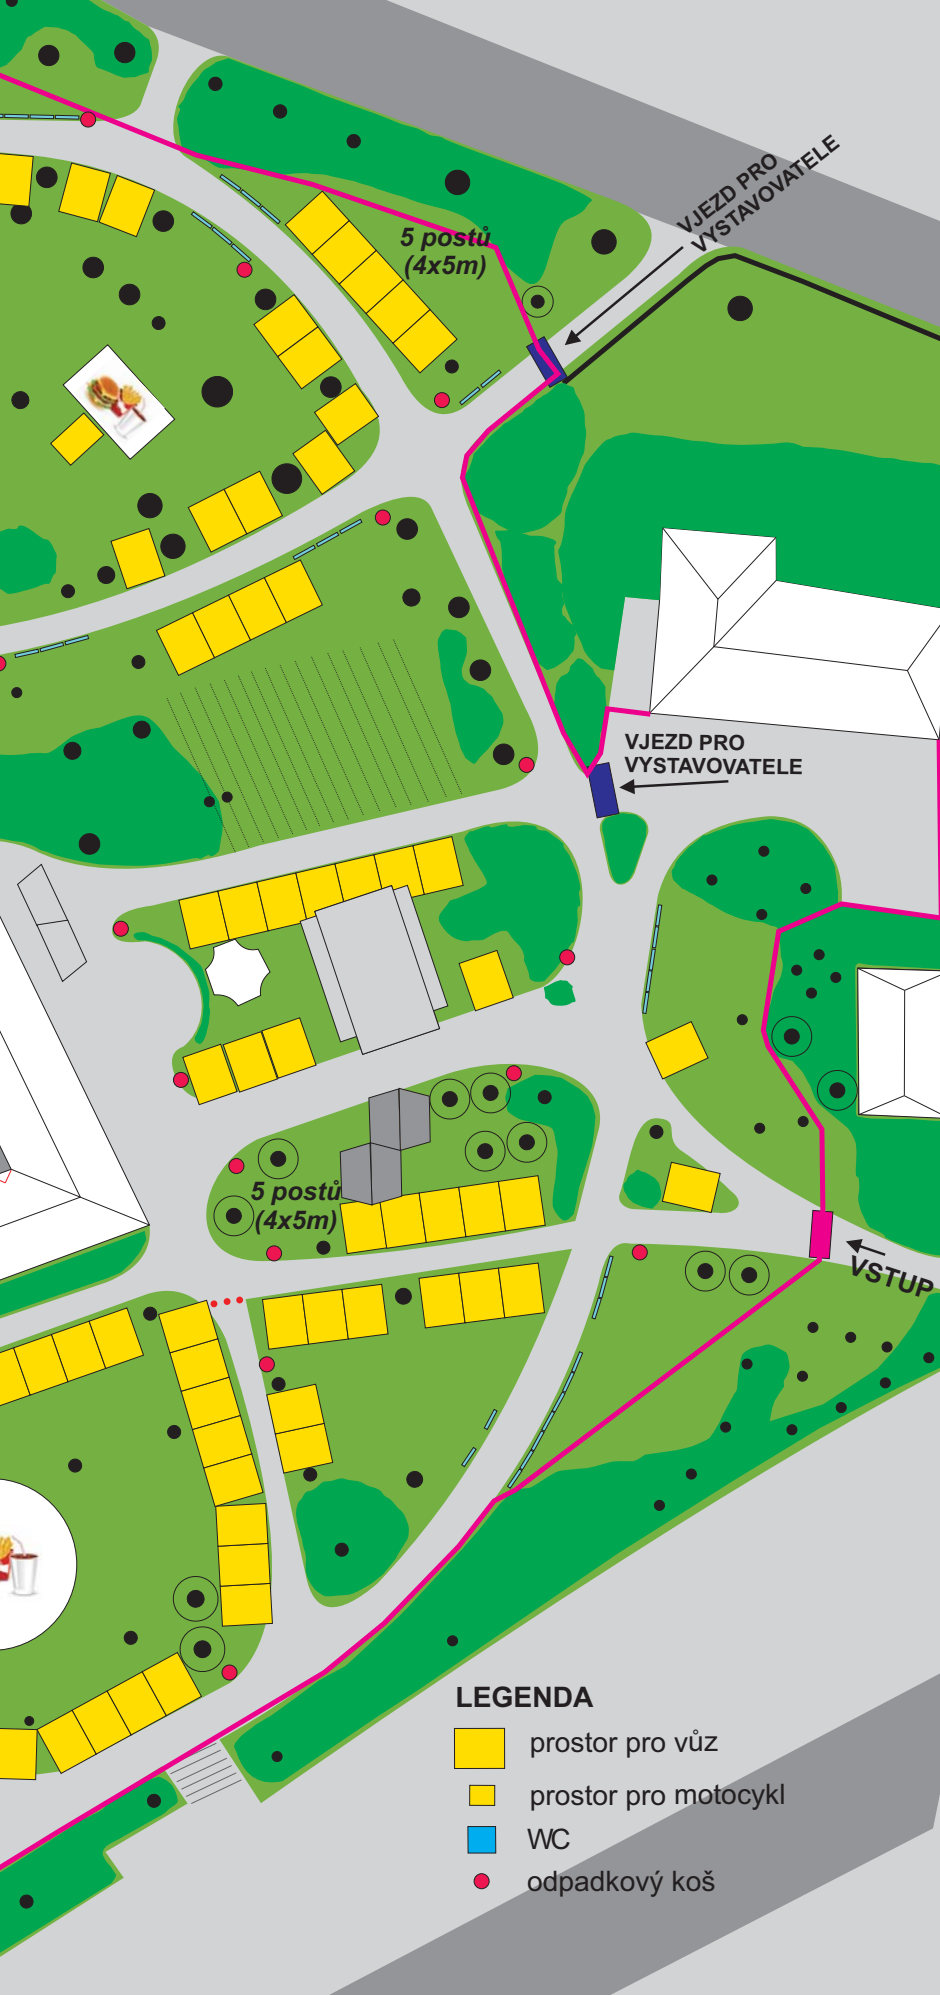 VJEZD PRO
VYSTAVOVATELE
5 postů
(4x5m)
VJEZD PRO
VYSTAVOVATELE
5 postů
(4x5m)
VSTUP
LEGENDA
prostor pro vůz
prostor pro motocykl
WC
odpadkový koš